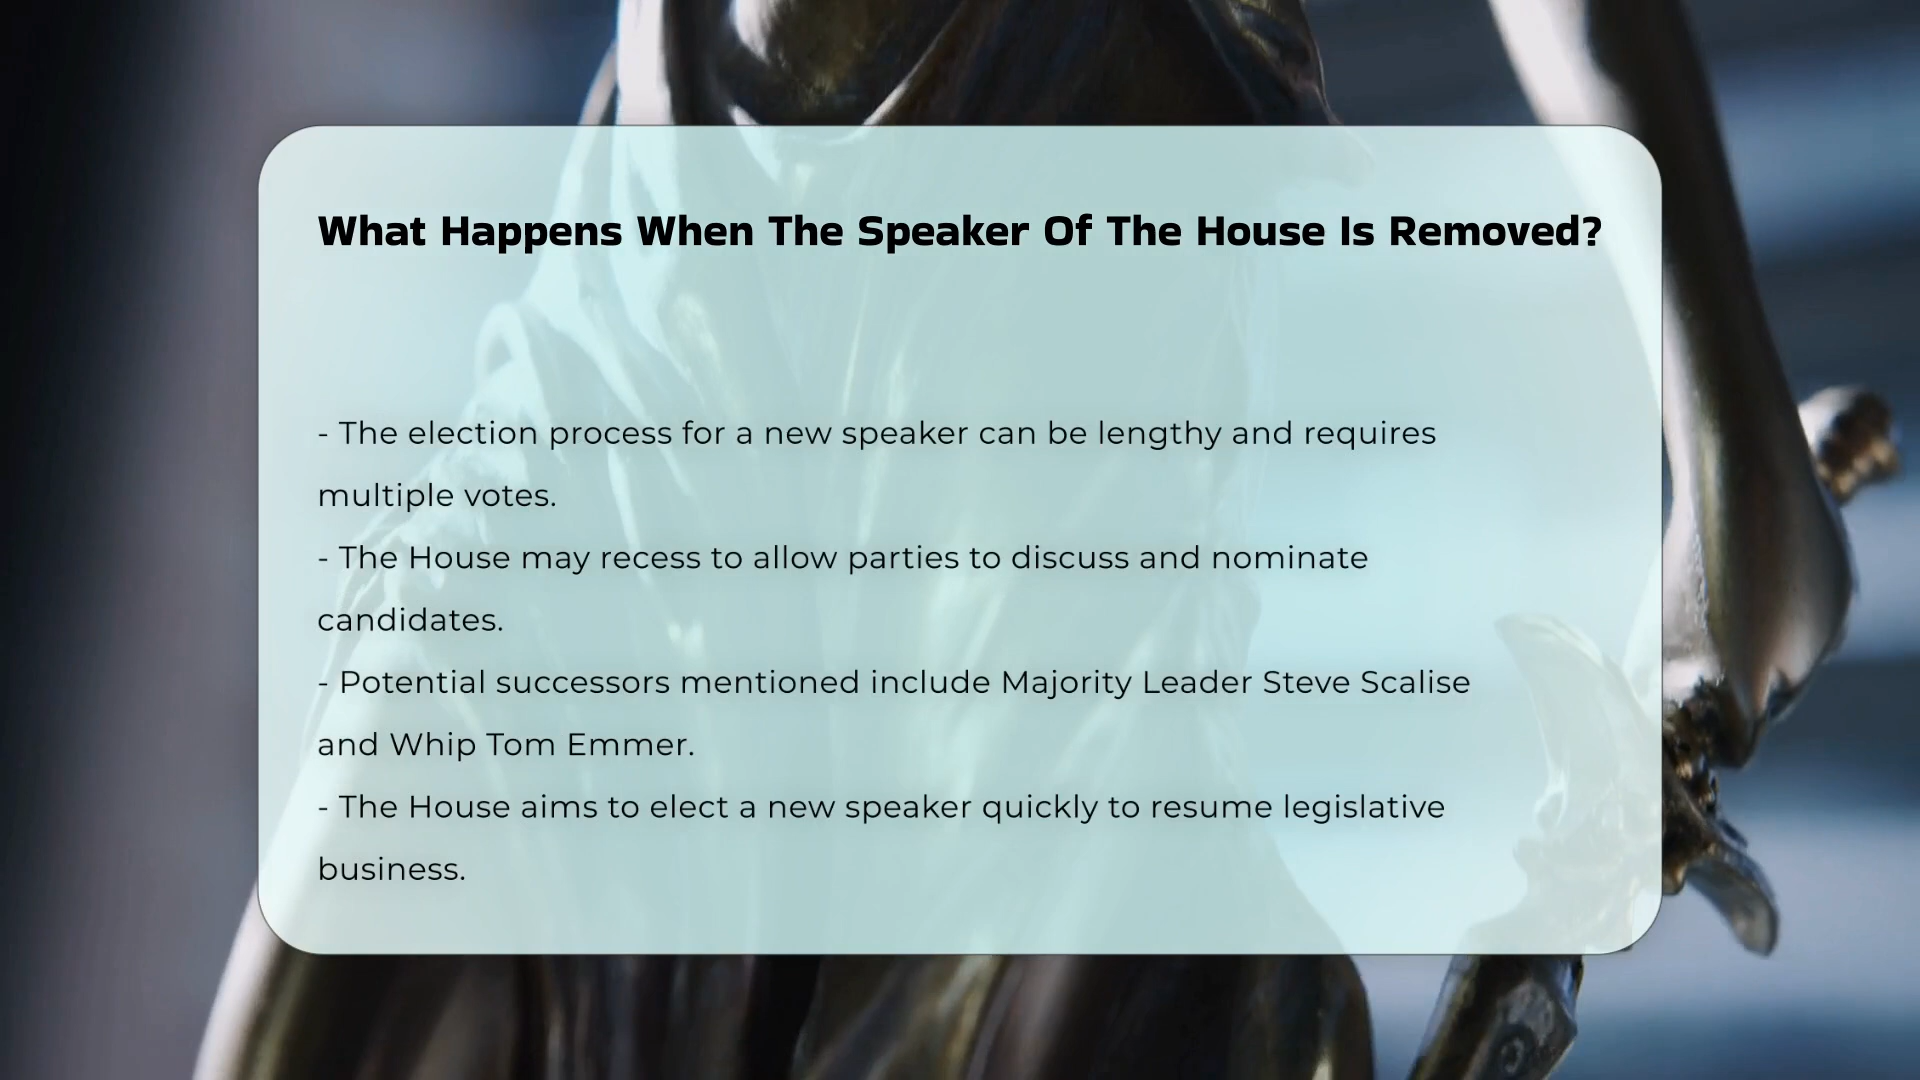 What Happens When The Speaker Of The House Is Removed?
- The election process for a new speaker can be lengthy and requires
multiple votes.
- The House may recess to allow parties to discuss and nominate
candidates.
- Potential successors mentioned include Majority Leader Steve Scalise
and Whip Tom Emmer.
- The House aims to elect a new speaker quickly to resume legislative
business.